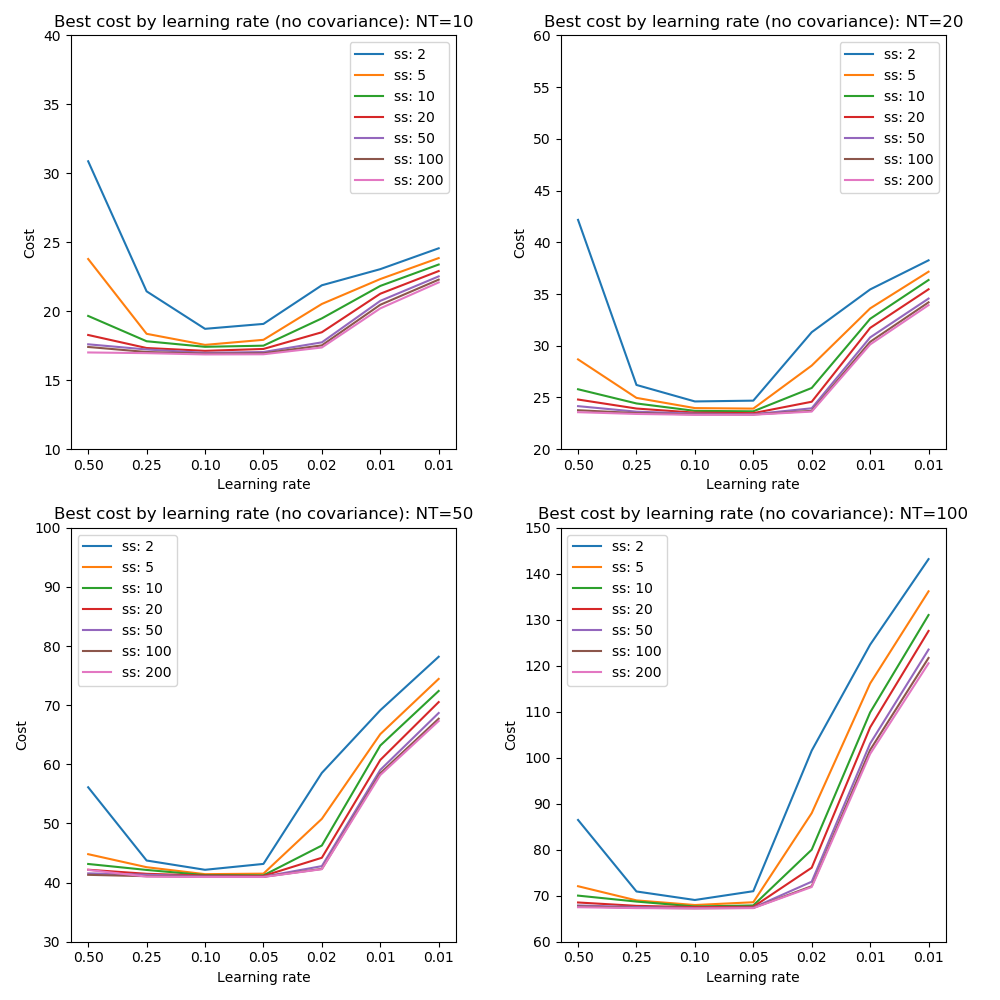 Best cost by learning rate (no covariance): NT=10
40
35
30
25
20
15
10
Cost
ss: 2
ss: 5
ss: 10
ss: 20
ss: 50
ss: 100
ss: 200
0.50 0.25 0.10 0.05 0.02 0.01 0.01
Learning rate
Best cost by learning rate (no covariance): NT=20
60
55
50
45
40
35
30
25
20
Cost
ss: 2
ss: 5
ss: 10
ss: 20
ss: 50
ss: 100
ss: 200
0.50 0.25 0.10 0.05 0.02 0.01 0.01
Learning rate
Best cost by learning rate (no covariance): NT=50
100
90
80
70
60
50
40
30
Cost
ss: 2
ss: 5
ss: 10
ss: 20
ss: 50
ss: 100
ss: 200
0.50 0.25 0.10 0.05 0.02 0.01 0.01
Learning rate
Best cost by learning rate (no covariance): NT=100
150
140
130
120
110
100
90
80
70
60
Cost
ss: 2
ss: 5
ss: 10
ss: 20
ss: 50
ss: 100
ss: 200
0.50 0.25 0.10 0.05 0.02 0.01 0.01
Learning rate